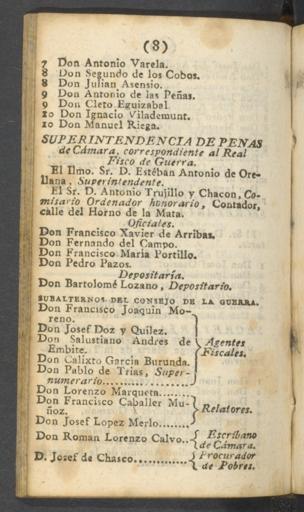 (8)
7 Don Antonio Varela.
8 Don Segundo de los Cobos.
8 Don Julian Asensio.
9 Don Antonio de las Peñas.
9 Don Cleto Eguizabal.
10 Don Ignacio Vilademunt.
10 Don Manuel Riega.
SUPERINTENDENCIA DE PENAS
de Cámara, correspondiente al Real
Fisco de Guerra.
El Ilmo. Sr. D. Estéban Antonio de Ore-
llana, Superintendente.
El Sr. D. Antonio Trujillo y Chacon, Co-
misario Ordenador honorario, Contador,
calle del Horno de la Mata.
Oficiales.
Don Francisco Xavier de Arribas.
Don Fernando del Campo.
Don Francisco Maria Portillo.
Don Pedro Pazos.
Depositaría.
Don Bartolomé Lozano, Depositario.
SUBALTERNOS DEL CONSEJO DE LA GUERRA.
Don Francisco Joaquin Mo-
reno.
Don Josef Doz y Quilez.
Don Salustiano Andres de
Embite.
Don Calixto Garcia Burunda.
Don Pablo de Trias, Super-
numerario...............
Agentes
Fiscales.
Don Lorenzo Marqueta.......
Don Francisco Caballer Mu-
ñoz.
Don Josef Lopez Merlo.......
Relatores.
Don Roman Lorenzo Calvo..
Escribano
de Cámara.
D. Josef de Chasco............
Procurador
de Pobres.